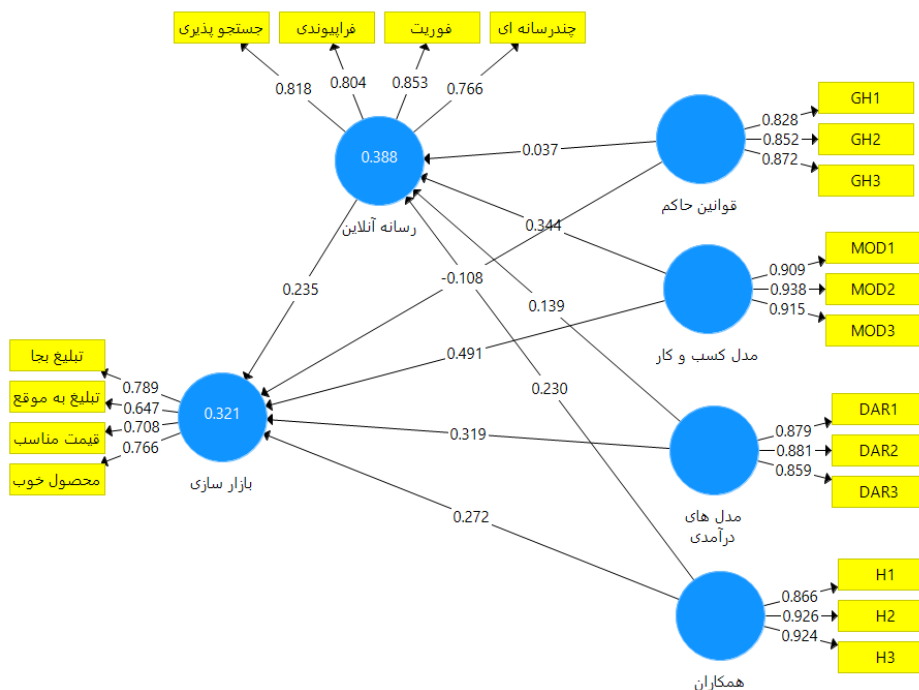 جستجو پذیری
فراپیوندی
فوریت
چندرسانه ای
0.818
0.804
0.853
0.766
0.388
رسانه آنلاین
GH1
GH2
GH3
0.828
0.852
0.872
قوانین حاکم
0.037
0.344
-0.108
0.139
0.235
MOD1
MOD2
MOD3
0.909
0.938
0.915
مدل کسب و کار
0.491
0.230
تبلیغ بجا
تبلیغ به موقع
قیمت مناسب
محصول خوب
0.789
0.647
0.708
0.766
0.321
بازار سازی
0.319
DAR1
DAR2
DAR3
0.879
0.881
0.859
مدل های
درآمدی
0.272
H1
H2
H3
0.866
0.926
0.924
همکاران